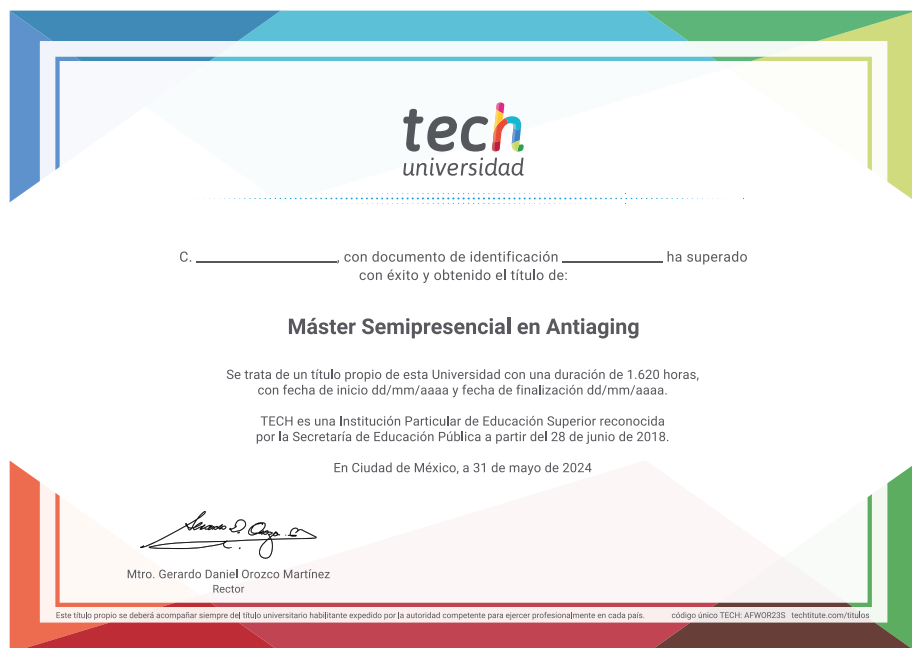 tech
universidad
C. ________________, con documento de identificación ____________ ha superado
con éxito y obtenido el título de:
Máster Semipresencial en Antiaging
Se trata de un título propio de esta Universidad con una duración de 1.620 horas,
con fecha de inicio dd/mm/aaaa y fecha de finalización dd/mm/aaaa.
TECH es una Institución Particular de Educación Superior reconocida
por la Secretaría de Educación Pública a partir del 28 de junio de 2018.
En Ciudad de México, a 31 de mayo de 2024
Mtro. Gerardo Daniel Orozco Martínez
Rector
Este título propio se deberá acompañar siempre del título universitario habilitante expedido por la autoridad competente para ejercer profesionalmente en cada país. código único TECH: AFWOR23S techtitute.com/titulos